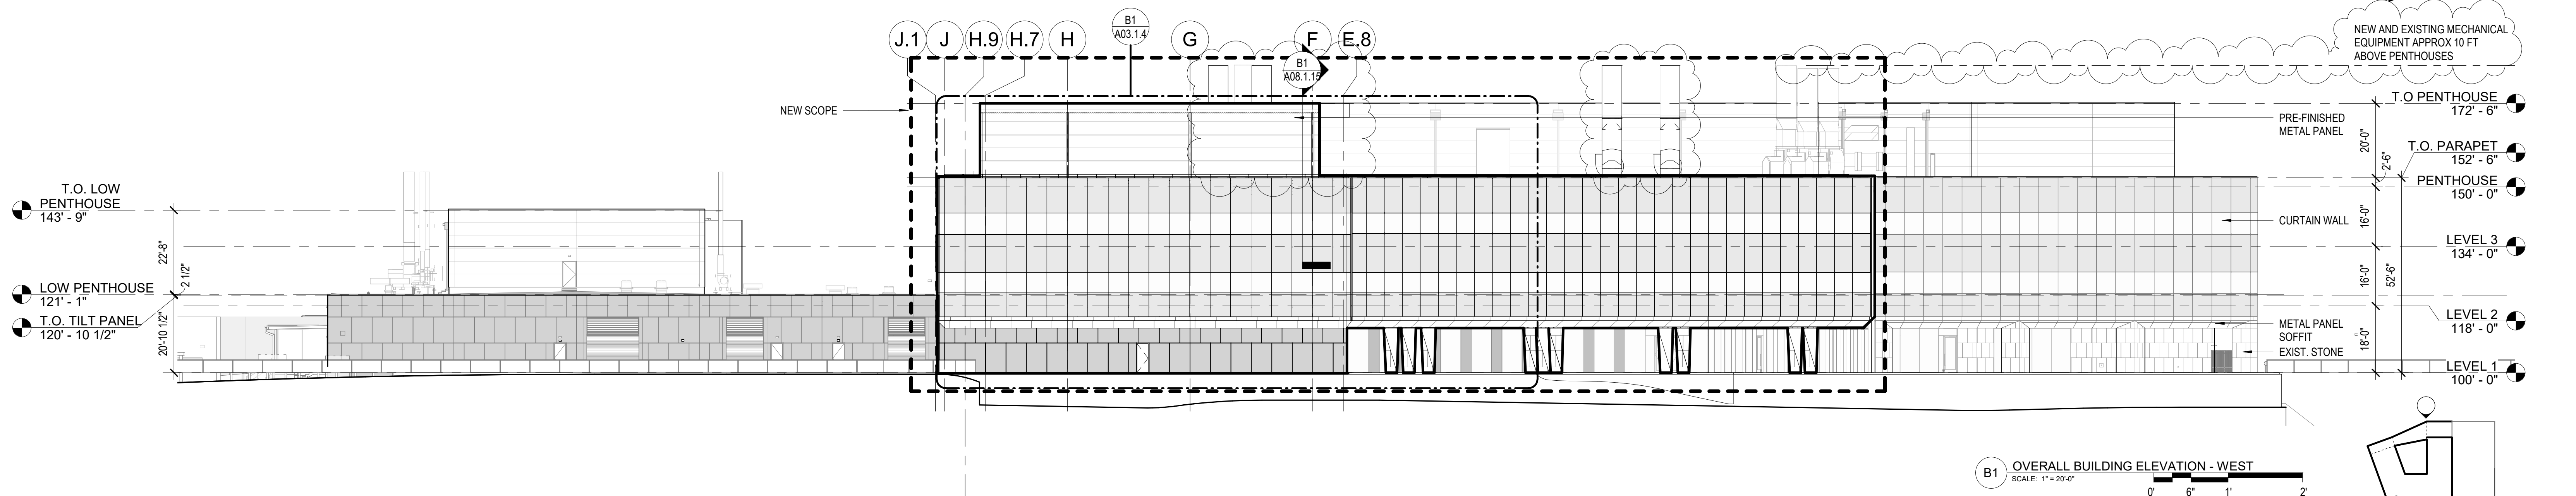 NEW AND EXISTING MECHANICAL
EQUIPMENT APPROX 10 FT
ABOVE PENTHOUSES
J.1 J H.9 H.7 H G F E.8
B1
A03.1.4
B1
A08.1.15
NEW SCOPE
T.O PENTHOUSE
172' - 6"
PRE-FINISHED
METAL PANEL
20'-0"
T.O. PARAPET
152' - 6"
2'-6"
PENTHOUSE
150' - 0"
T.O. LOW
PENTHOUSE
143' - 9"
CURTAIN WALL
16'-0"
LEVEL 3
134' - 0"
22'-8"
2 1/2"
16'-0"
52'-6"
LOW PENTHOUSE
121' - 1"
T.O. TILT PANEL
120' - 10 1/2"
20'-10 1/2"
LEVEL 2
118' - 0"
METAL PANEL
SOFFIT
EXIST. STONE
18'-0"
LEVEL 1
100' - 0"
B1
OVERALL BUILDING ELEVATION - WEST
SCALE: 1" = 20'-0"
0' 6" 1' 2'